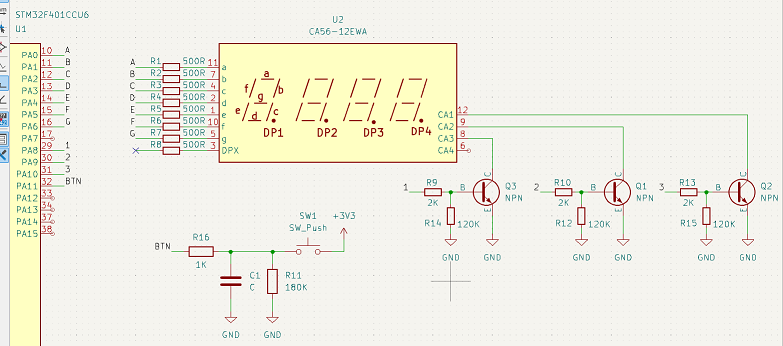 STM32F401CCU6
U1
PA0 10 A
PA1 11 B
PA2 12 C
PA3 13 D
PA4 14 E
PA5 15 F
PA6 16 G
PA7 17
PA8 29 1
PA9 30 2
PA10 31 3
PA11 32 BTN
PA12 33
PA13 34
PA14 37
PA15 38
U2
CA56-12EWA
A R1 500R 11 a
B R2 500R 7 b
C R3 500R 4 c
D R4 500R 2 d
E R5 500R 1 e
F R6 500R 10 f
G R7 500R 5 g
R8 500R 3 DPX
a
f b
g
e c
d
DP1 DP2 DP3 DP4
CA1 12
CA2 9
CA3 8
CA4 6
1 R9 2K B C E Q3 NPN
R14 120K
GND GND
2 R10 2K B C E Q1 NPN
R12 120K
GND GND
3 R13 2K B C E Q2 NPN
R15 120K
GND GND
SW1
SW_Push
+3V3
BTN R16
1K
C1
C
R11
180K
GND GND